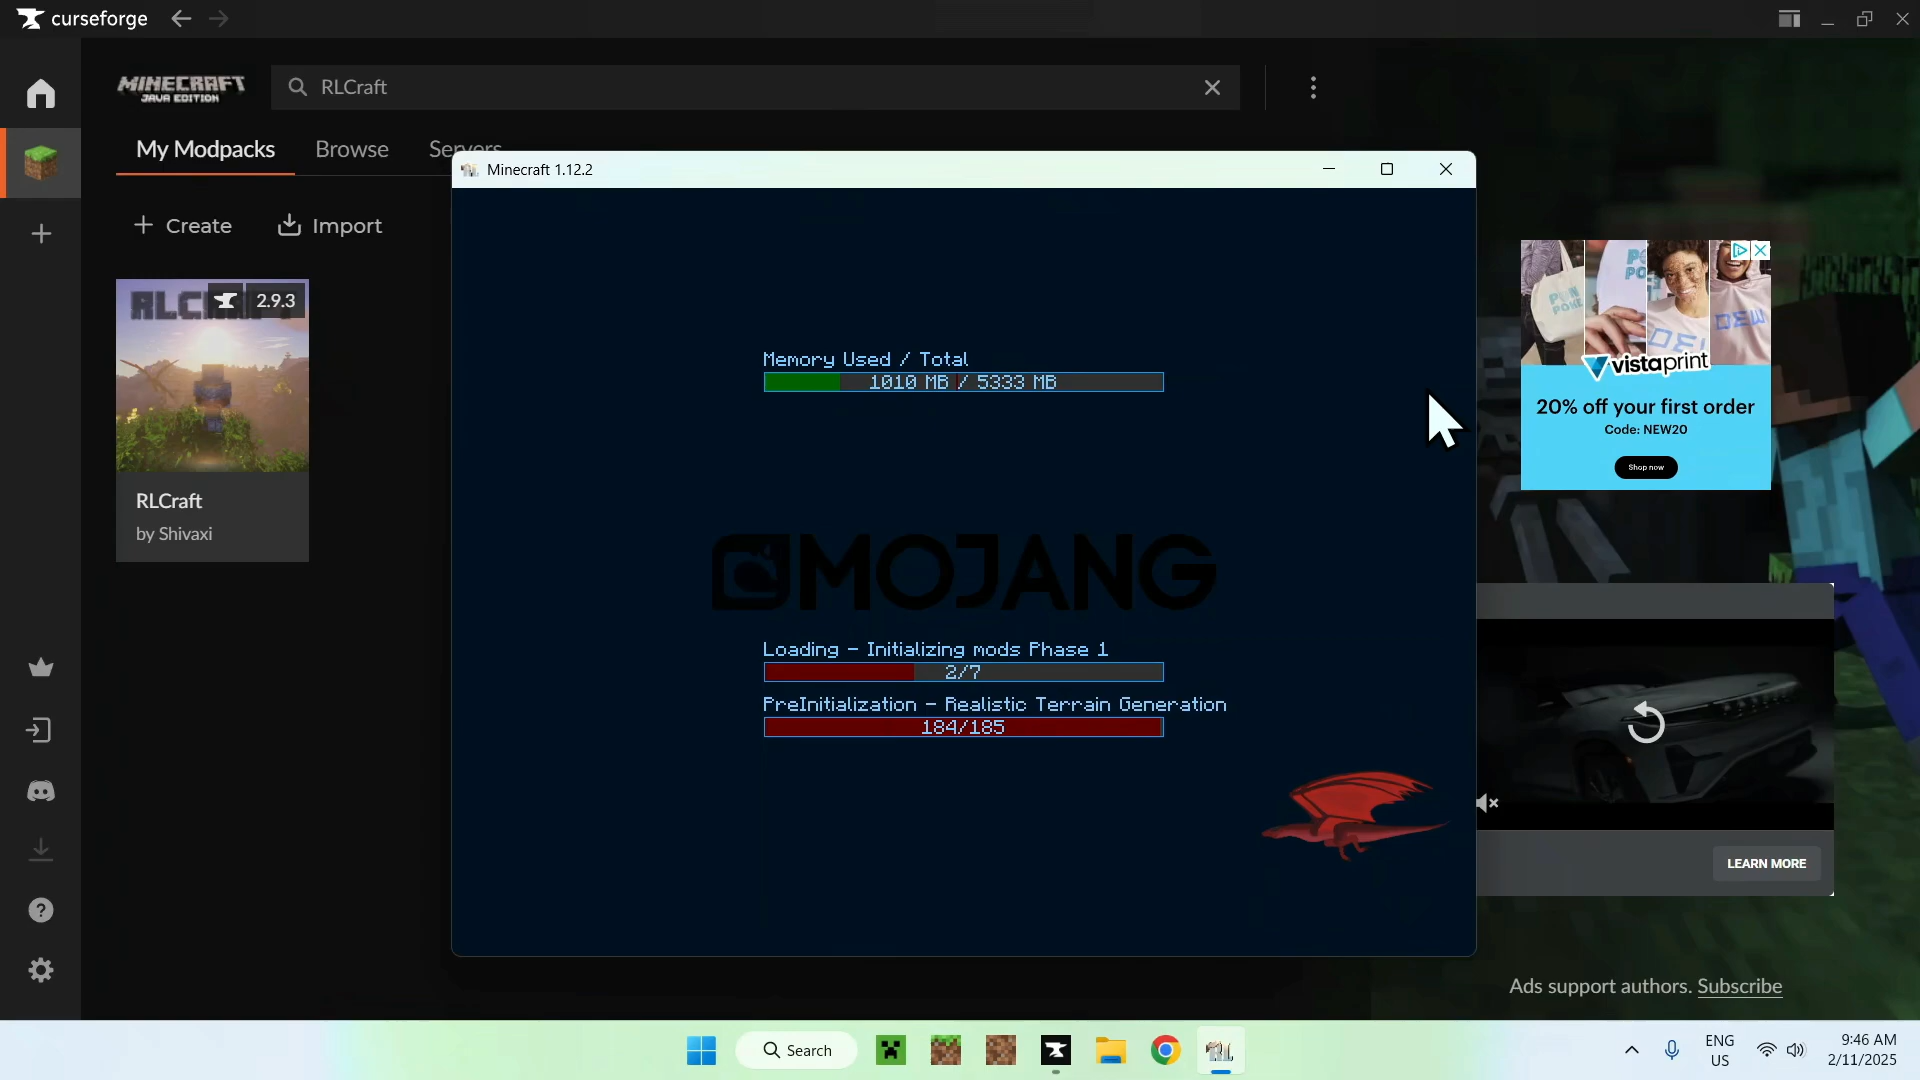 curseforge
MINECRAFT
JAVA EDITION
RLCraft
My Modpacks
Browse
Servers
Minecraft 1.12.2
Create
Import
RLC
2.9.3
RLCraft
by Shivaxi
Memory Used / Total
1010 MB / 5333 MB
MOJANG
Loading - Initializing mods Phase 1
2/7
PreInitialization - Realistic Terrain Generation
184/185
vistaprint
20% off your first order
Code: NEW20
Shop now
LEARN MORE
Ads support authors. Subscribe
Search
ENG
US
9:46 AM
2/11/2025